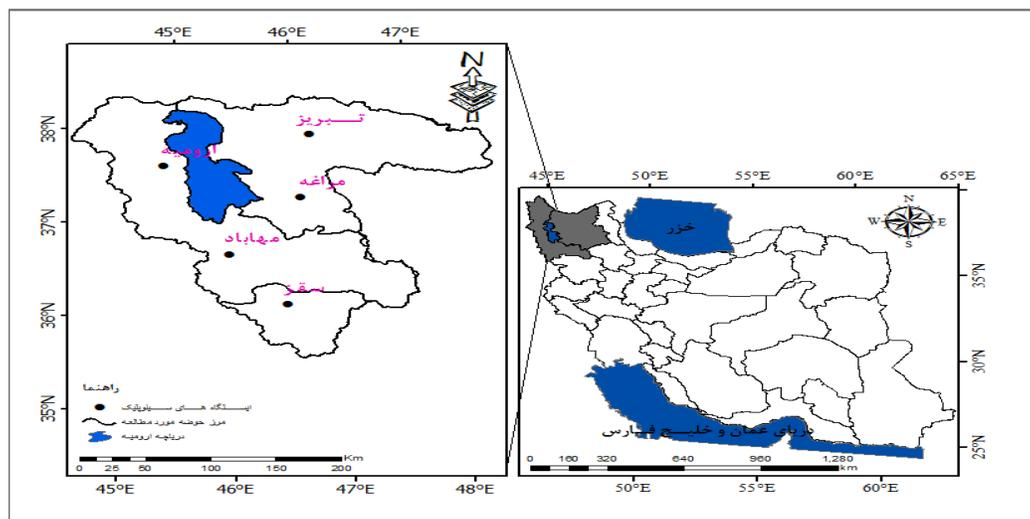 45°E 46°E 47°E
N
38°N
37°N
36°N
35°N
تبریز
ارومیه
مراغه
مهاباد
سقز
راهنما
ایستگاه های سینوپتیک
مرز حوضه مورد مطالعه
دریاچه ارومیه
0 25 50 100 150 200 Km
45°E 46°E 47°E 48°E
45°E 50°E 55°E 60°E 65°E
N
W E
S
خزر
35°N
30°N
25°N
دریای عمان و خلیج فارس
0 160 320 640 960 1,280 km
50°E 55°E 60°E